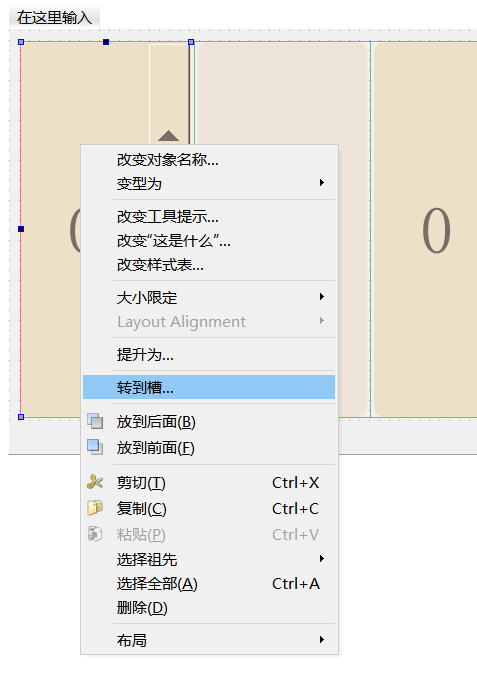 在这里输入
0
0
改变对象名称...
变型为
改变工具提示...
改变“这是什么”...
改变样式表...
大小限定
Layout Alignment
提升为...
转到槽...
放到后面(B)
放到前面(F)
剪切(T) Ctrl+X
复制(C) Ctrl+C
粘贴(P) Ctrl+V
选择祖先
选择全部(A) Ctrl+A
删除(D)
布局